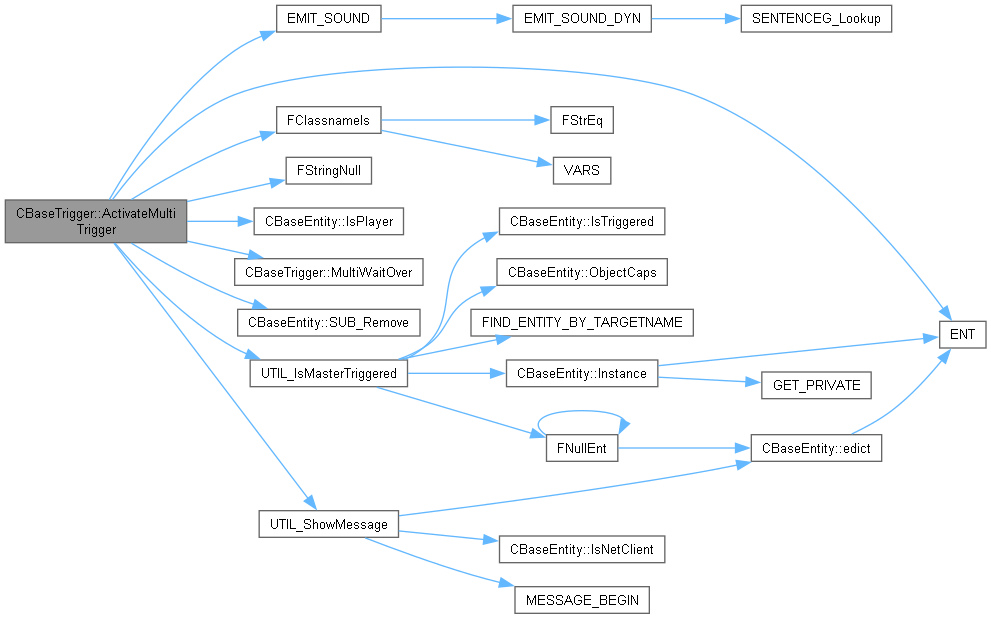 EMIT_SOUND
EMIT_SOUND_DYN
SENTENCEG_Lookup
FClassnameIs
FStrEq
VARS
FStringNull
CBaseTrigger::ActivateMulti
Trigger
CBaseEntity::IsPlayer
CBaseEntity::IsTriggered
CBaseTrigger::MultiWaitOver
CBaseEntity::ObjectCaps
CBaseEntity::SUB_Remove
FIND_ENTITY_BY_TARGETNAME
ENT
UTIL_IsMasterTriggered
CBaseEntity::Instance
GET_PRIVATE
FNullEnt
CBaseEntity::edict
UTIL_ShowMessage
CBaseEntity::IsNetClient
MESSAGE_BEGIN